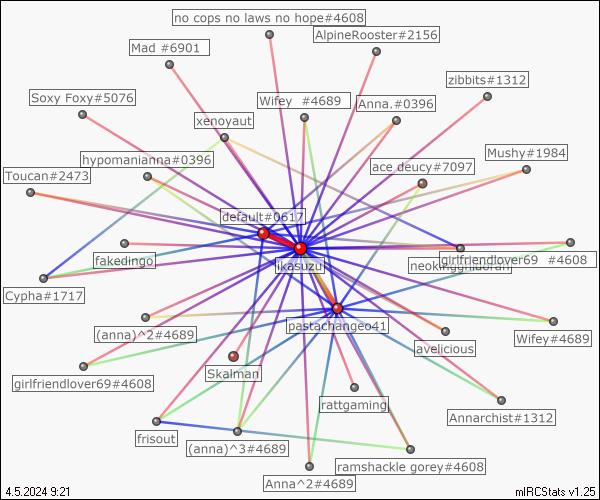 no cops no laws no hope#4608
AlpineRooster#2156
Mad #6901
zibbits#1312
Soxy Foxy#5076
Wifey  #4689
Anna.#0396
xenoyaut
Mushy#1984
hypomanianna#0396
ace deucy#7097
Toucan#2473
default#0617
fakedingo
ikasuzu
neokingghidorah
girlfriendlover69  #4608
Cypha#1717
(anna)^2#4689
pastachangeo41
avelicious
Wifey#4689
Skalman
girlfriendlover69#4608
rattgaming
Annarchist#1312
frisout
(anna)^3#4689
ramshackle gorey#4608
Anna^2#4689
4.5.2024 9:21
mIRCStats v1.25